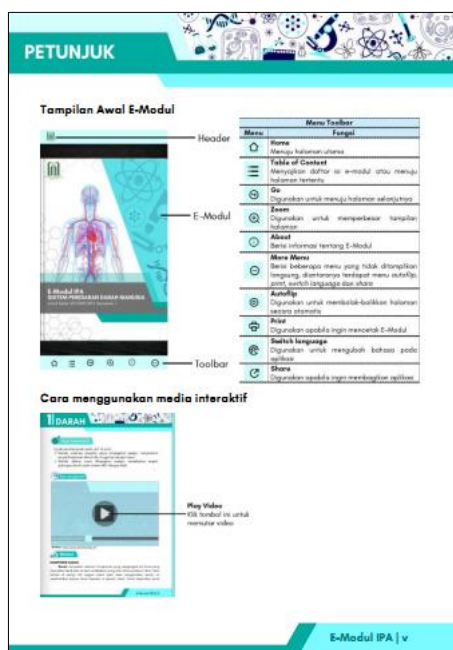 PETUNJUK
Tampilan Awal E-Modul
Header
E-Modul
E-Modul IPA
SISTEM PEREDARAN DARAH MANUSIA
Toolbar
Menu Toolbar
Menu Fungsi
Home
Menuju halaman utama
Table of Content
Menyajikan daftar isi e-modul atau menuju
halaman tertentu
Go
Digunakan untuk menuju halaman selanjutnya
Zoom
Digunakan untuk memperbesar tampilan
halaman
About
Berisi informasi tentang E-Modul
More Menu
Berisi beberapa menu yang tidak ditampilkan
langsung, diantaranya terdapat menu autoflip,
print, switch language dan share
Autoflip
Digunakan untuk membolak-balikkan halaman
secara otomatis
Print
Digunakan apabila ingin mencetak E-Modul
Switch language
Digunakan untuk mengubah bahasa pada
aplikasi
Share
Digunakan apabila ingin membagikan aplikasi
Cara menggunakan media interaktif
1 DARAH
Play Video
Klik tombol ini untuk
memutar video
E-Modul IPA | v